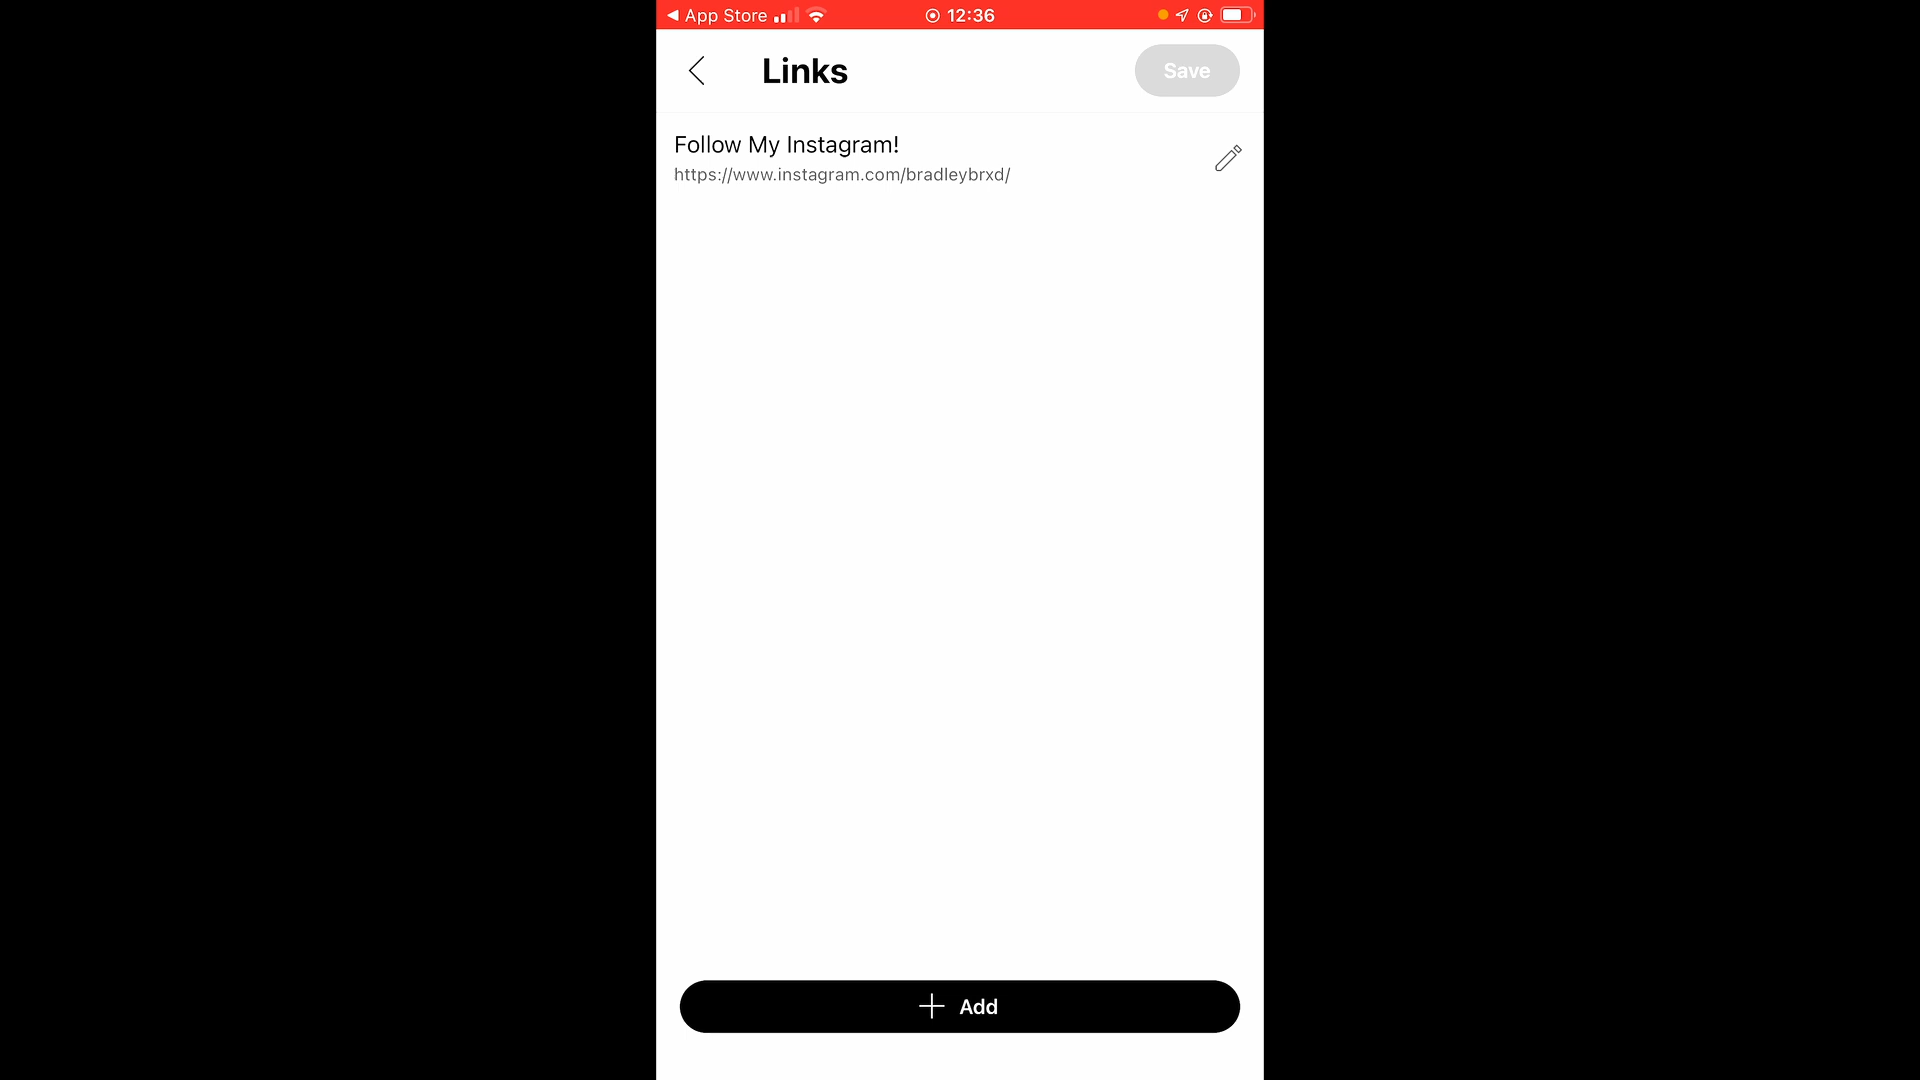 App Store
12:36
Links
Save
Follow My Instagram!
https://www.instagram.com/bradleybrxd/
Add